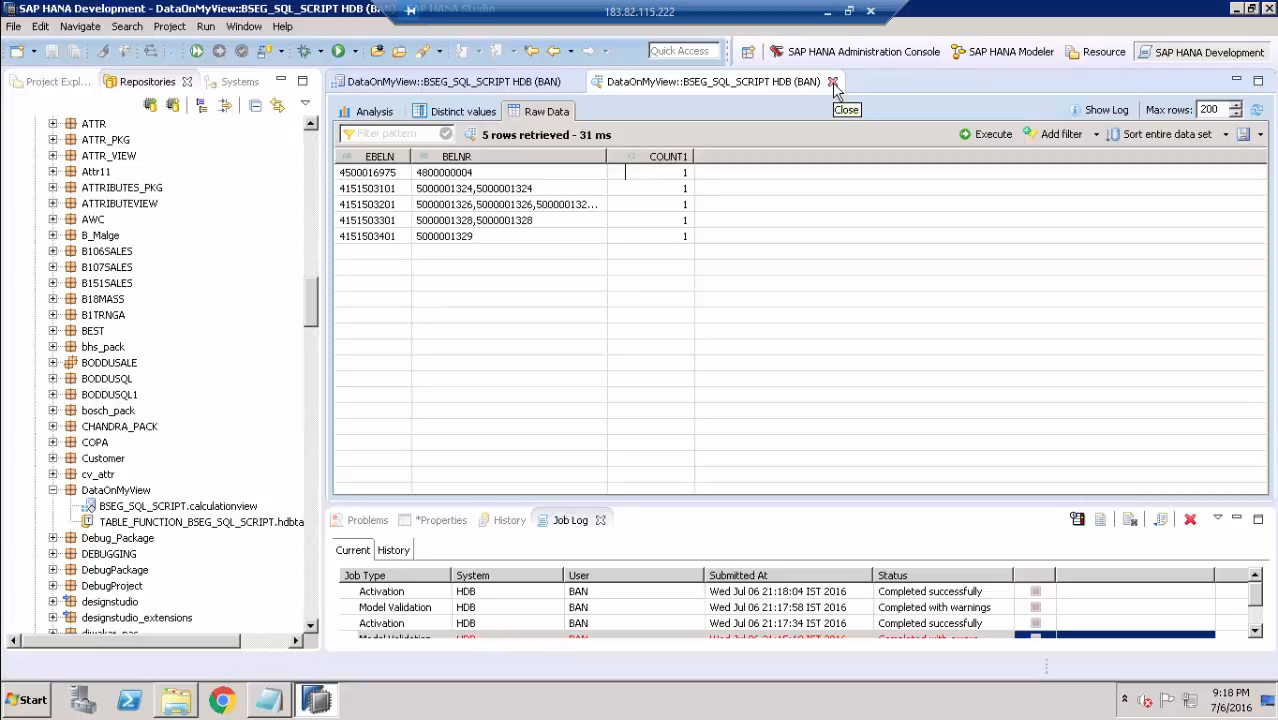 SAP HANA Development - DataOnMyView::BSEG_SQL_SCRIPT HDB (BAN) - SAP HANA Studio
183.82.115.222
File Edit Navigate Search Project Run Window Help
Quick Access
SAP HANA Administration Console
SAP HANA Modeler
Resource
SAP HANA Development
Project Expl...
Repositories
Systems
DataOnMyView::BSEG_SQL_SCRIPT HDB (BAN)
DataOnMyView::BSEG_SQL_SCRIPT HDB (BAN)
Close
Analysis
Distinct values
Raw Data
Show Log
Max rows: 200
Filter pattern
5 rows retrieved - 31 ms
Execute
Add filter
Sort entire data set
EBELN BELNR COUNT1
4500016975 4800000004 1
4151503101 5000001324,5000001324 1
4151503201 5000001326,5000001326,500000132... 1
4151503301 5000001328,5000001328 1
4151503401 5000001329 1
ATTR
ATTR_PKG
ATTR_VIEW
Attr11
ATTRIBUTES_PKG
ATTRIBUTEVIEW
AWC
B_Malge
B106SALES
B107SALES
B151SALES
B18MASS
B1TRNGA
BEST
bhs_pack
BODDUSALE
BODDUSQL
BODDUSQL1
bosch_pack
CHANDRA_PACK
COPA
Customer
cv_attr
DataOnMyView
BSEG_SQL_SCRIPT.calculationview
TABLE_FUNCTION_BSEG_SQL_SCRIPT.hdbta
Debug_Package
DEBUGGING
DebugPackage
DebugProject
designstudio
designstudio_extensions
Problems
*Properties
History
Job Log
Current
History
Job Type System User Submitted At Status
Activation HDB BAN Wed Jul 06 21:18:04 IST 2016 Completed successfully
Model Validation HDB BAN Wed Jul 06 21:17:58 IST 2016 Completed with warnings
Activation HDB BAN Wed Jul 06 21:17:34 IST 2016 Completed successfully
Start
9:18 PM
7/6/2016